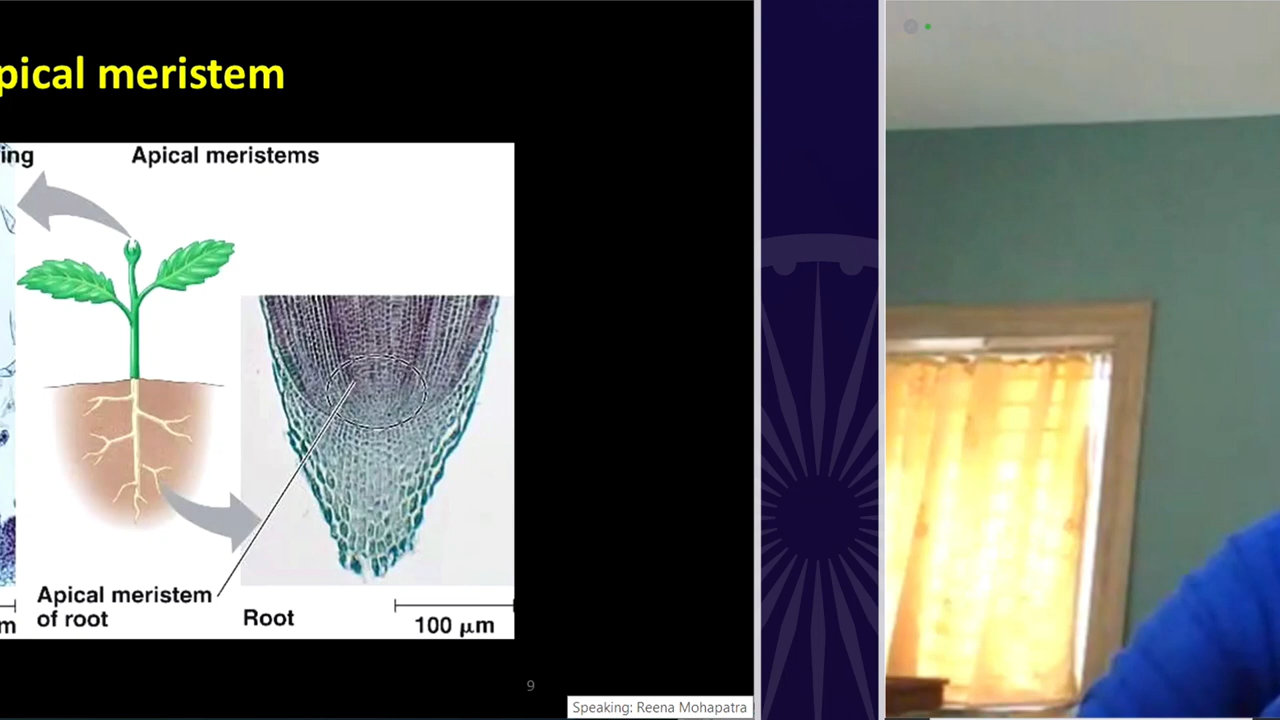 pical meristem
ing
Apical meristems
Apical meristem
of root
Root
m
100 μm
9
Speaking: Reena Mohapatra